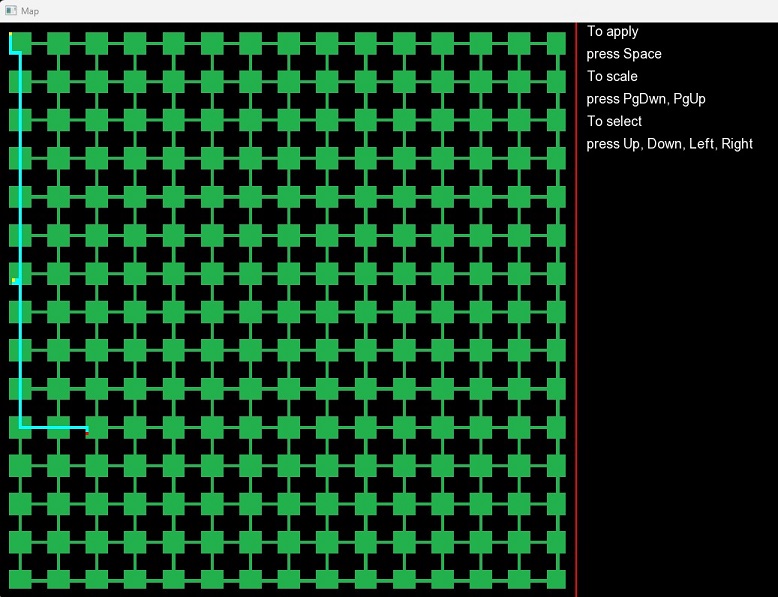 Map
To apply
press Space
To scale
press PgDwn, PgUp
To select
press Up, Down, Left, Right